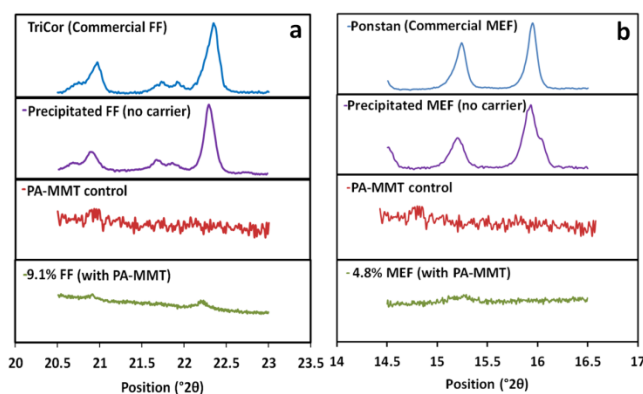 TriCor (Commercial FF)
a
Precipitated FF (no carrier)
PA-MMT control
9.1% FF (with PA-MMT)
20 20.5 21 21.5 22 22.5 23 23.5
Position (°2θ)
Ponstan (Commercial MEF)
b
Precipitated MEF (no carrier)
PA-MMT control
4.8% MEF (with PA-MMT)
14 14.5 15 15.5 16 16.5 17
Position (°2θ)